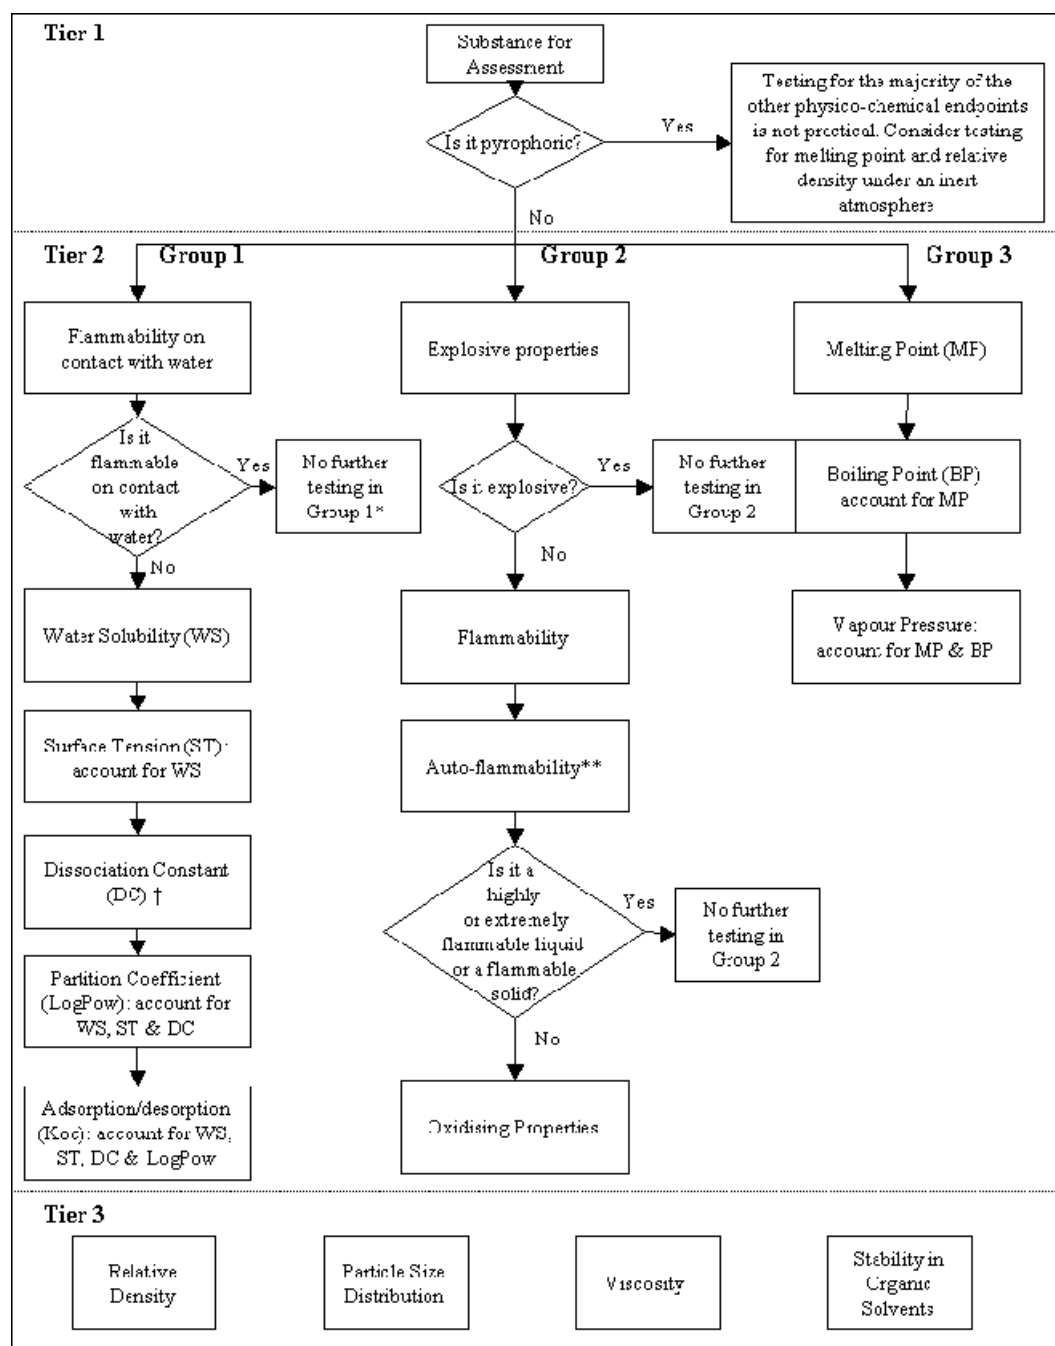 Tier 1
Substance for
Assessment
Is it pyrophoric?
Yes
Testing for the majority of the
other physico-chemical endpoints
is not practical. Consider testing
for melting point and relative
density under an inert
atmosphere
No
Tier 2
Group 1
Group 2
Group 3
Flammability on
contact with water
Explosive properties
Melting Point (MP)
Is it
flammable
on contact
with
water?
Yes
No further
testing in
Group 1*
Is it explosive?
Yes
No further
testing in
Group 2
Boiling Point (BP)
account for MP
No
No
Water Solubility (WS)
Flammability
Vapour Pressure:
account for MP & BP
Surface Tension (ST):
account for WS
Auto-flammability**
Dissociation Constant
(DC) †
Is it a
highly
or extremely
flammable liquid
or a flammable
solid?
Yes
No further
testing in
Group 2
Partition Coefficient
(LogPow): account for
WS, ST & DC
No
Adsorption/desorption
(Koc): account for WS,
ST, DC & LogPow
Oxidising Properties
Tier 3
Relative
Density
Particle Size
Distribution
Viscosity
Stability in
Organic
Solvents